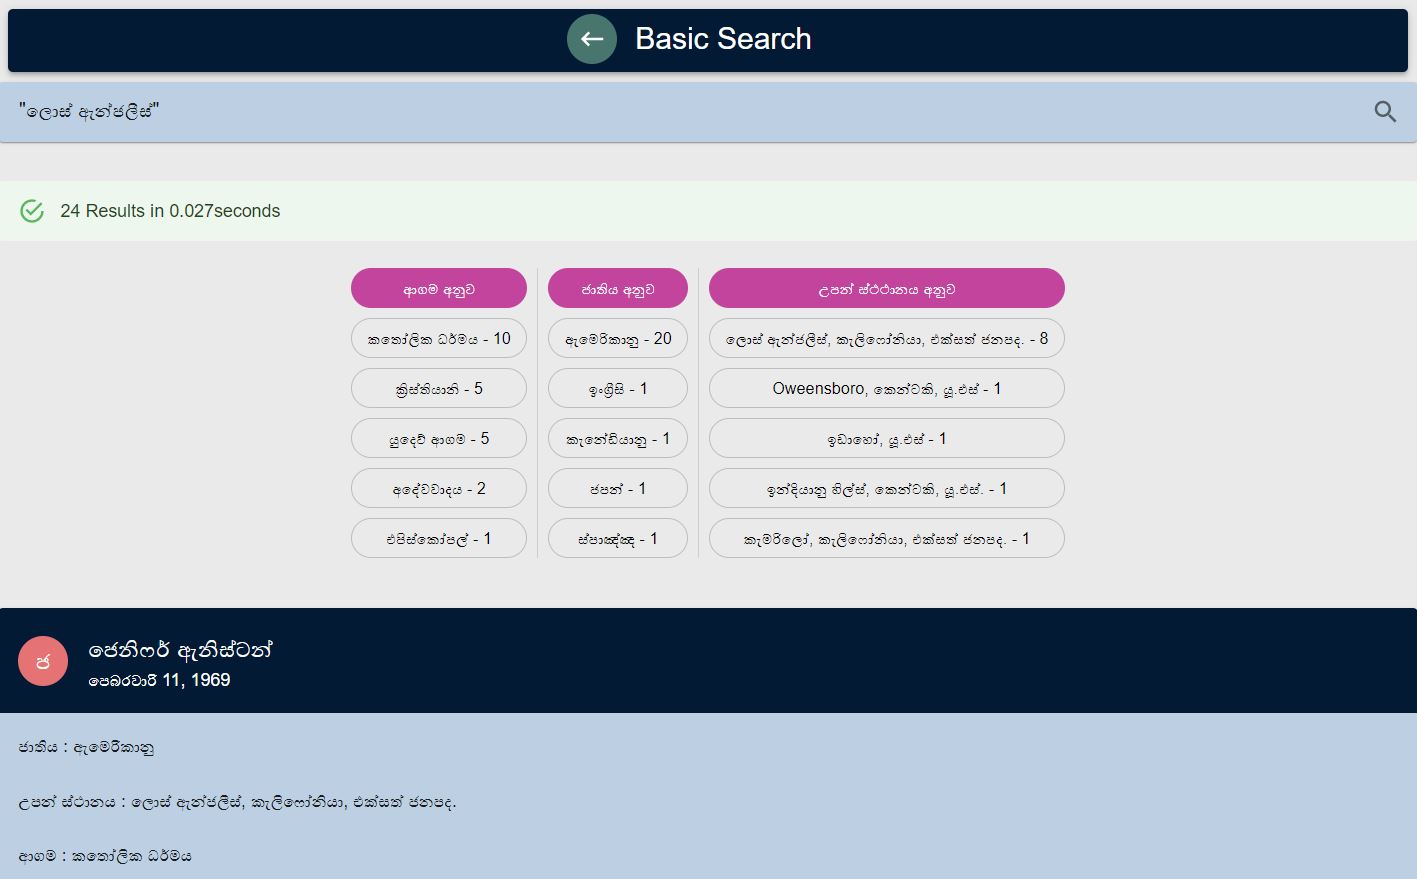 Basic Search
"ලොස් ඇන්ජලීස්"
24 Results in 0.027seconds
ආගම අනුව
ජාතිය අනුව
උපන් ස්ථථානය අනුව
කතෝලික ධර්මය - 10
ඇමෙරිකානු - 20
ලොස් ඇන්ජලීස්, කැලිෆෝනියා, එක්සත් ජනපද. - 8
ක්‍රිස්තියානි - 5
ඉංග්‍රීසි - 1
Oweensboro, කෙන්ටකි, යූ.එස් - 1
යුදෙව් ආගම - 5
කැනේඩියානු - 1
ඉඩාහෝ, යූ.එස් - 1
අදේවවාදය - 2
ජපන් - 1
ඉන්දියානු හිල්ස්, කෙන්ටකි, යූ.එස්. - 1
එපිස්කෝපල් - 1
ස්පාඤ්ඤ - 1
කැමරිලෝ, කැලිෆෝනියා, එක්සත් ජනපද. - 1
ජ
ජෙනිෆර් ඇනිස්ටන්
පෙබරවාරි 11, 1969
ජාතිය : ඇමෙරිකානු
උපන් ස්ථානය : ලොස් ඇන්ජලීස්, කැලිෆෝනියා, එක්සත් ජනපද.
ආගම : කතෝලික ධර්මය